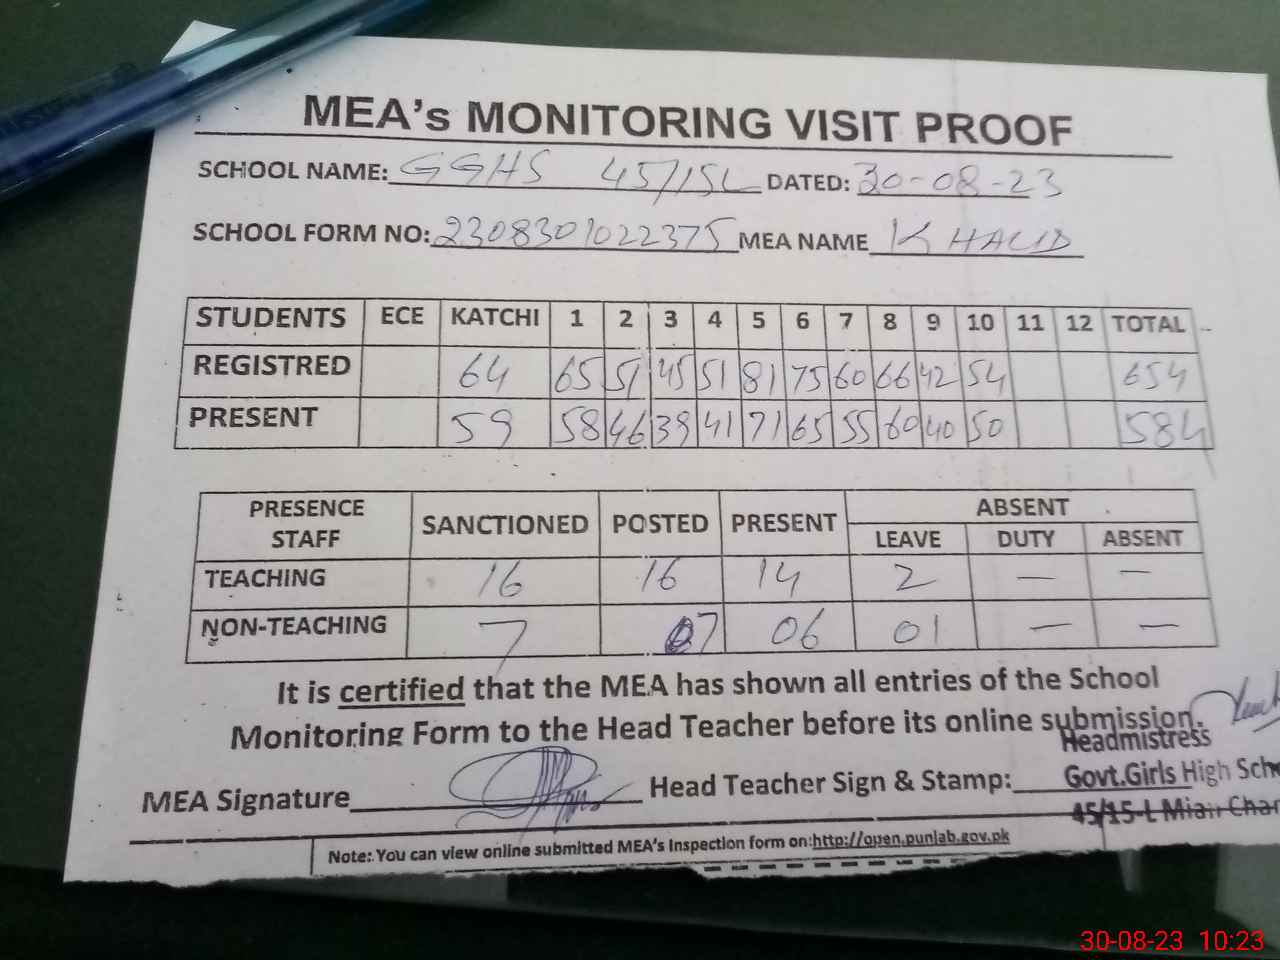 MEA's MONITORING VISIT PROOF
SCHOOL NAME: GGHS 45/15L DATED: 30-08-23
SCHOOL FORM NO: 2308301022375 MEA NAME KHALID
STUDENTS ECE KATCHI 1 2 3 4 5 6 7 8 9 10 11 12 TOTAL
REGISTRED 64 65 51 45 51 81 75 60 66 42 54 654
PRESENT 59 58 46 39 41 71 65 55 60 40 50 584
PRESENCE STAFF SANCTIONED POSTED PRESENT ABSENT
LEAVE DUTY ABSENT
TEACHING 16 16 14 2 — —
NON-TEACHING 7 07 06 01 — —
It is certified that the MEA has shown all entries of the School
Monitoring Form to the Head Teacher before its online submission.
Headmistress
MEA Signature Head Teacher Sign & Stamp: Govt.Girls High Scho
45/15-L Mian Chan
Note: You can view online submitted MEA's Inspection form on:http://open.punjab.gov.pk
30-08-23 10:23